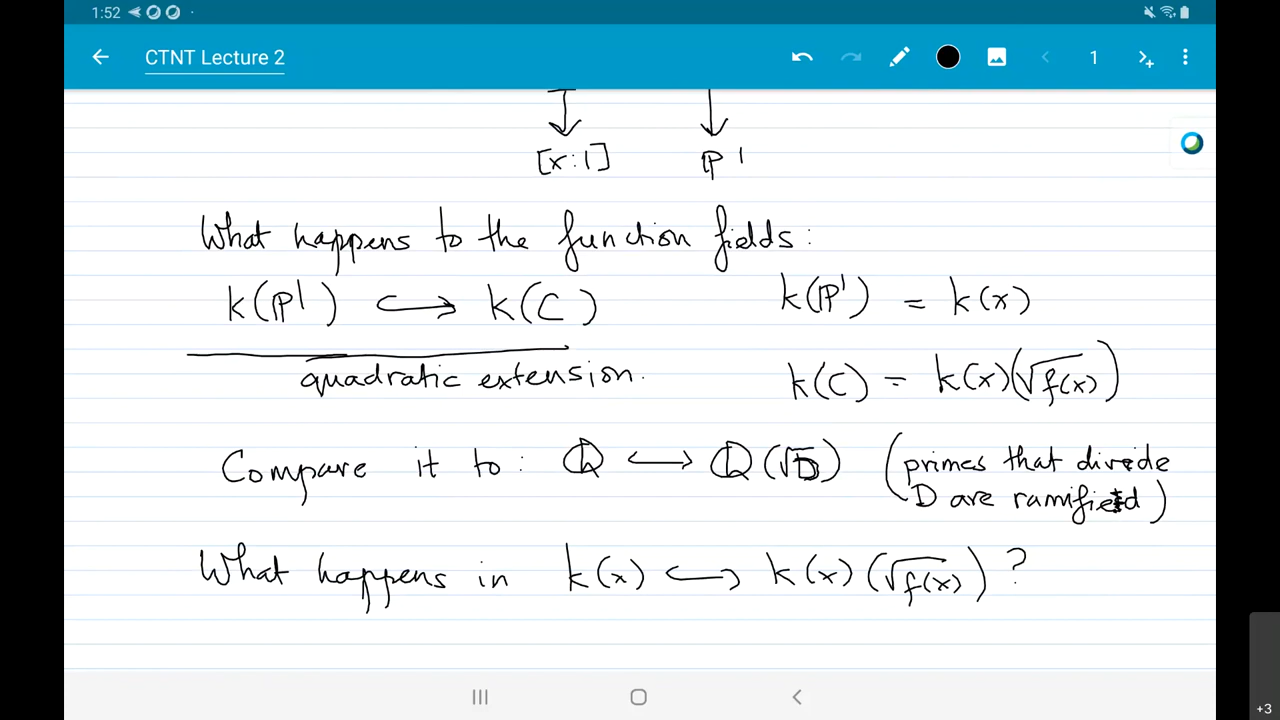 1:52
CTNT Lecture 2
1
[x:1] ℙ¹
What happens to the function fields:
k(ℙ¹) ↪ k(C) k(ℙ¹) = k(x)
quadratic extension. k(C) = k(x)(√f(x))
Compare it to: ℚ ↪ ℚ(√D) (primes that divide
D are ramified)
What happens in k(x) ↪ k(x)(√f(x))?
+3